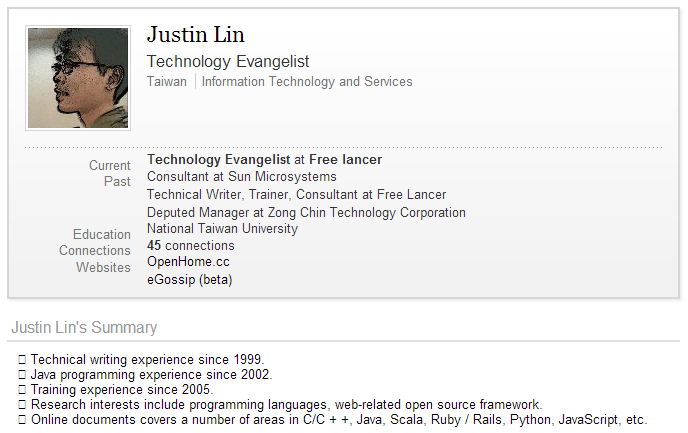 Justin Lin
Technology Evangelist
Taiwan | Information Technology and Services
Current Technology Evangelist at Free lancer
Past Consultant at Sun Microsystems
Technical Writer, Trainer, Consultant at Free Lancer
Deputed Manager at Zong Chin Technology Corporation
Education National Taiwan University
Connections 45 connections
Websites OpenHome.cc
eGossip (beta)
Justin Lin's Summary
Technical writing experience since 1999.
Java programming experience since 2002.
Training experience since 2005.
Research interests include programming languages, web-related open source framework.
Online documents covers a number of areas in C/C + +, Java, Scala, Ruby / Rails, Python, JavaScript, etc.